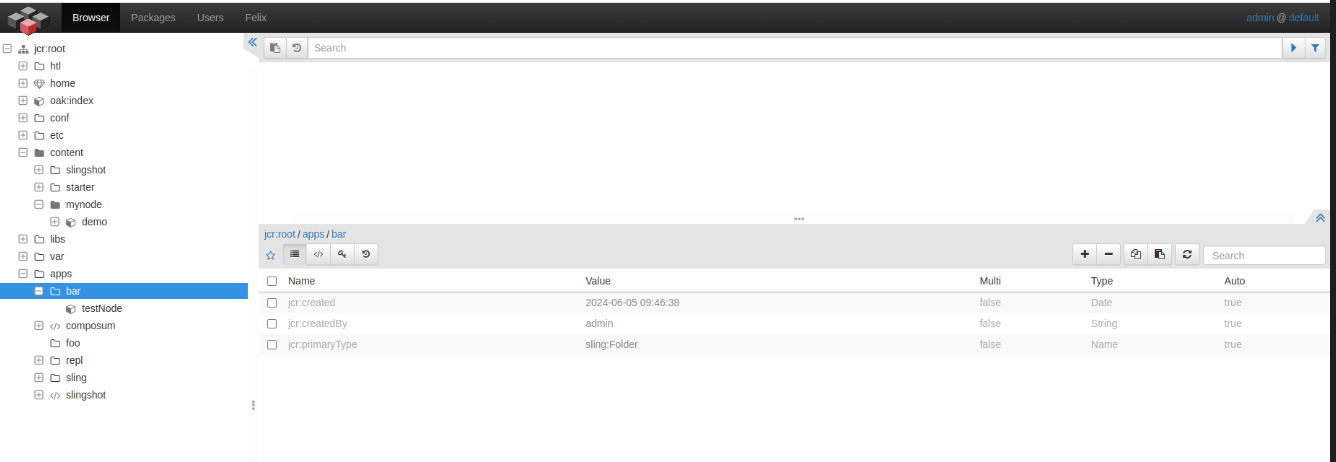 Browser Packages Users Felix admin @ default
jcr:root
htl
home
oak:index
conf
etc
content
slingshot
starter
mynode
demo
libs
var
apps
bar
testNode
composum
foo
repl
sling
slingshot
Search
jcr:root / apps / bar
Search
Name Value Multi Type Auto
jcr:created 2024-06-05 09:46:38 false Date true
jcr:createdBy admin false String true
jcr:primaryType sling:Folder false Name true